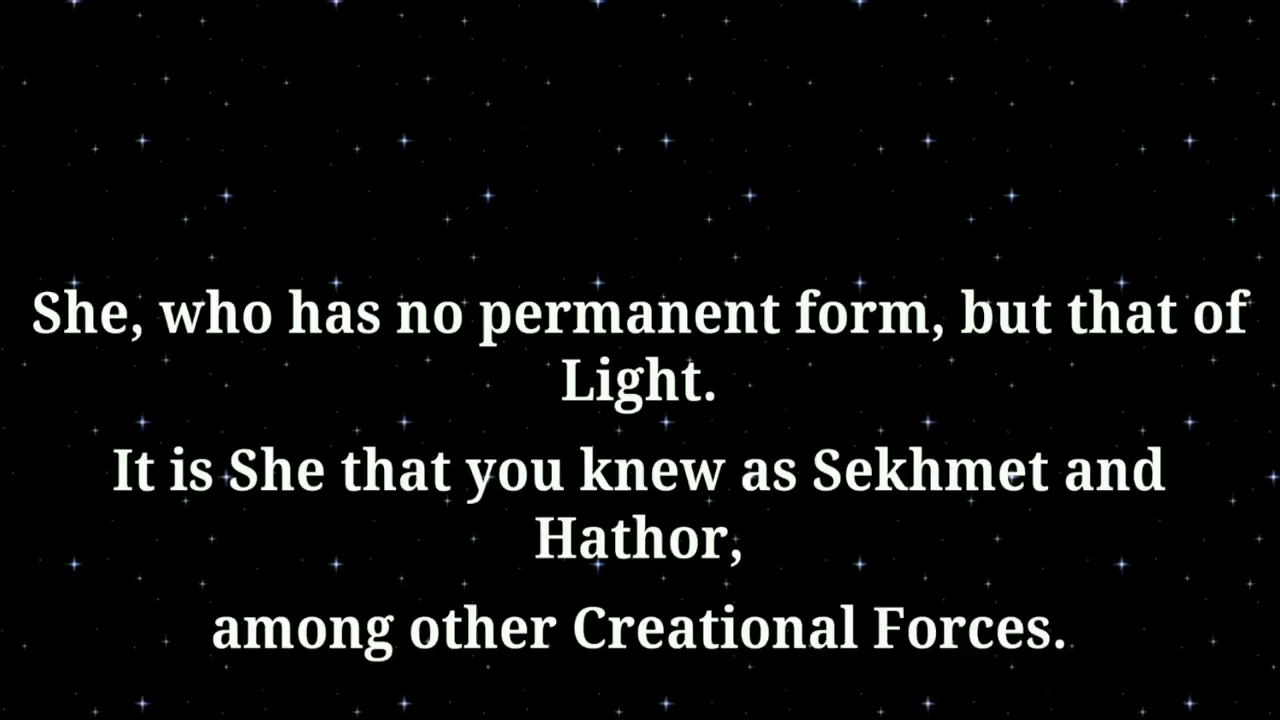 She, who has no permanent form, but that of
Light.
It is She that you knew as Sekhmet and
Hathor,
among other Creational Forces.